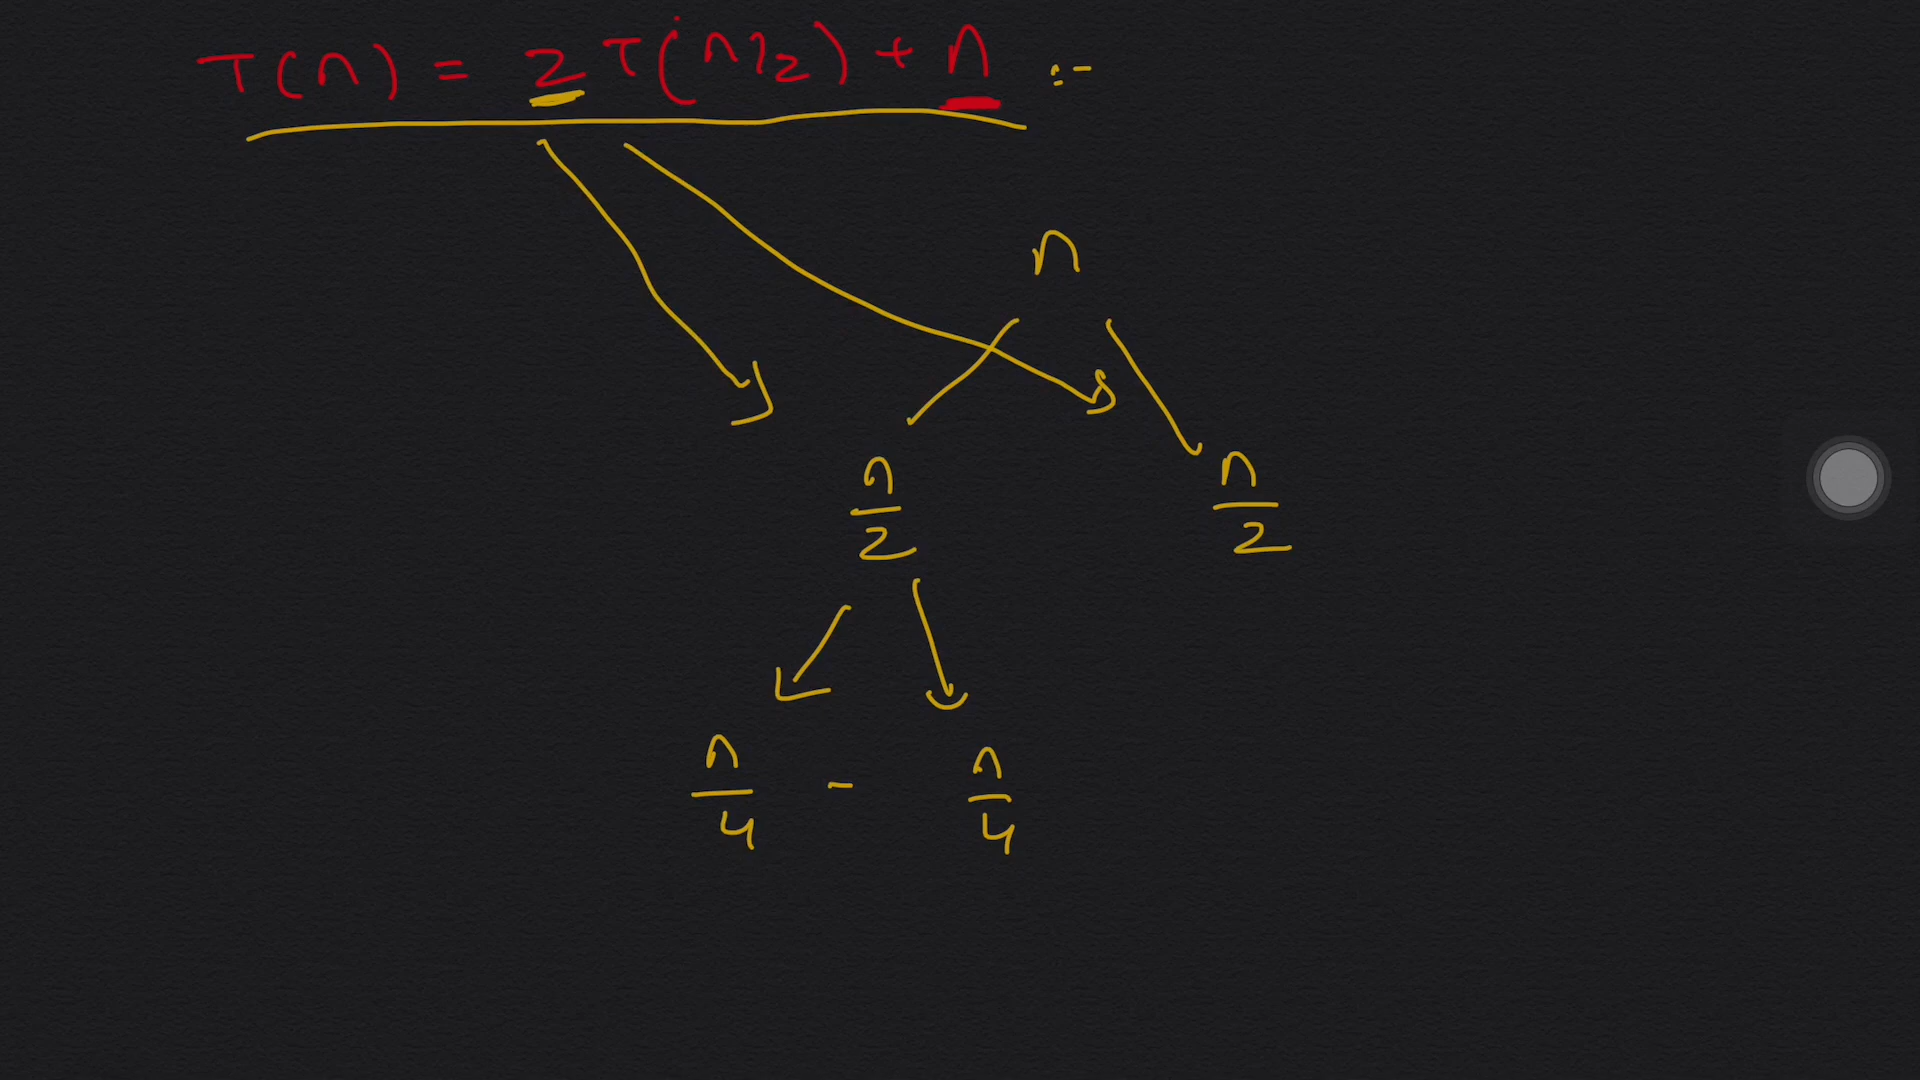 T(n) = 2T(n/2) + n :-
n
n/2 n/2
n/4 - n/4